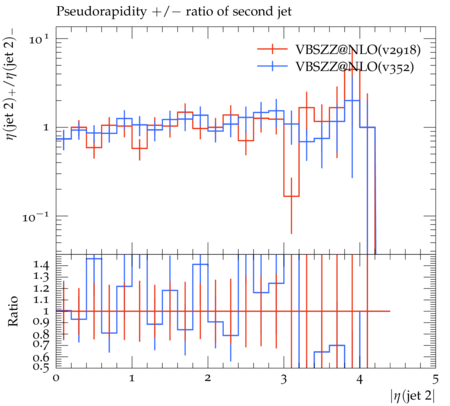 Pseudorapidity +/− ratio of second jet
η(jet 2)₊/η(jet 2)₋
VBSZZ@NLO(v2918)
VBSZZ@NLO(v352)
10¹
1
10⁻¹
Ratio
1.4
1.3
1.2
1.1
1
0.9
0.8
0.7
0.6
0.5
0 1 2 3 4 5
|η(jet 2|